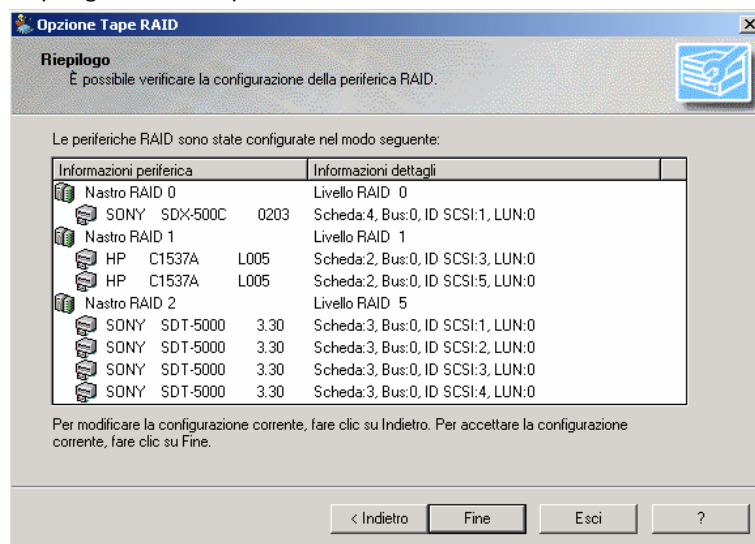 Opzione Tape RAID
Riepilogo
È possibile verificare la configurazione della periferica RAID.
Le periferiche RAID sono state configurate nel modo seguente:
Informazioni periferica Informazioni dettagli
Nastro RAID 0 Livello RAID 0
SONY SDX-500C 0203 Scheda:4, Bus:0, ID SCSI:1, LUN:0
Nastro RAID 1 Livello RAID 1
HP C1537A L005 Scheda:2, Bus:0, ID SCSI:3, LUN:0
HP C1537A L005 Scheda:2, Bus:0, ID SCSI:5, LUN:0
Nastro RAID 2 Livello RAID 5
SONY SDT-5000 3.30 Scheda:3, Bus:0, ID SCSI:1, LUN:0
SONY SDT-5000 3.30 Scheda:3, Bus:0, ID SCSI:2, LUN:0
SONY SDT-5000 3.30 Scheda:3, Bus:0, ID SCSI:3, LUN:0
SONY SDT-5000 3.30 Scheda:3, Bus:0, ID SCSI:4, LUN:0
Per modificare la configurazione corrente, fare clic su Indietro. Per accettare la configurazione
corrente, fare clic su Fine.
< Indietro Fine Esci ?